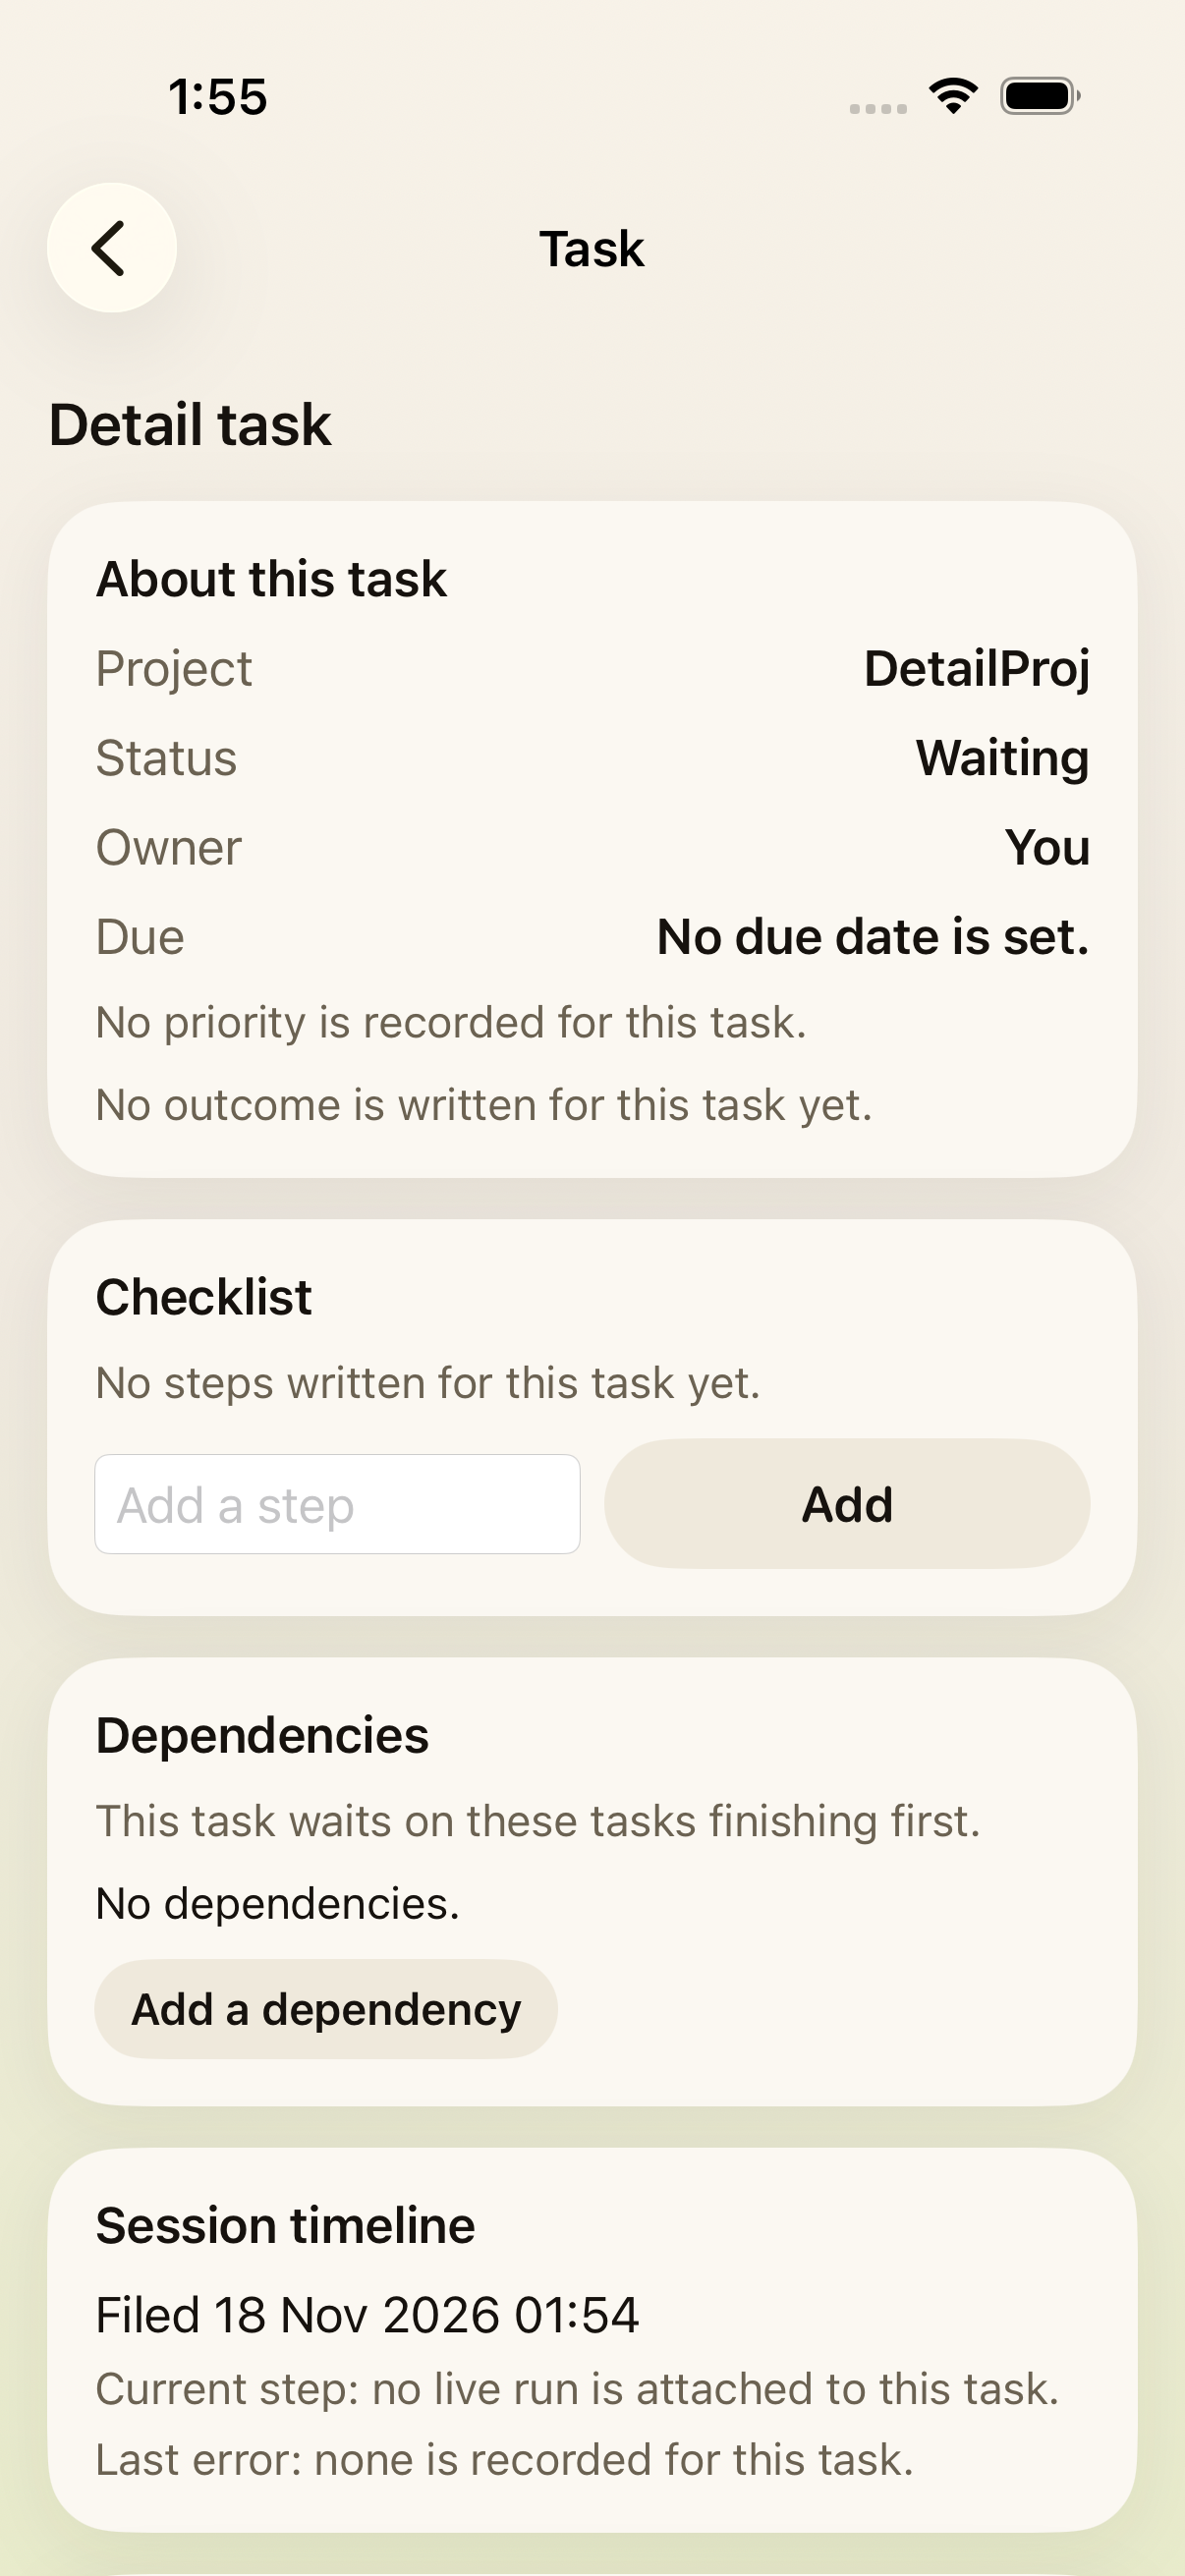 1:55
Task
Detail task
About this task
Project DetailProj
Status Waiting
Owner You
Due No due date is set.
No priority is recorded for this task.
No outcome is written for this task yet.
Checklist
No steps written for this task yet.
Add a step Add
Dependencies
This task waits on these tasks finishing first.
No dependencies.
Add a dependency
Session timeline
Filed 18 Nov 2026 01:54
Current step: no live run is attached to this task.
Last error: none is recorded for this task.